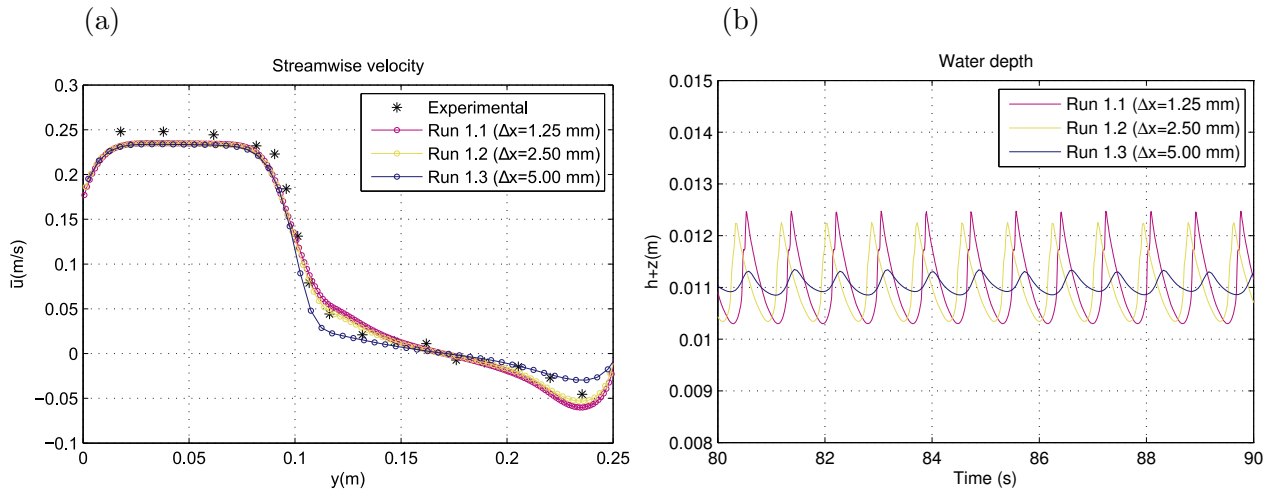 (a)
Streamwise velocity
Experimental
Run 1.1 (Δx=1.25 mm)
Run 1.2 (Δx=2.50 mm)
Run 1.3 (Δx=5.00 mm)
0.3
0.25
0.20
0.15
0.1
0.05
0
−0.05
−0.1
ū(m/s)
0
0.05
0.1
0.15
0.2
0.25
y(m)
(b)
Water depth
Run 1.1 (Δx=1.25 mm)
Run 1.2 (Δx=2.50 mm)
Run 1.3 (Δx=5.00 mm)
0.015
0.014
0.013
0.012
0.011
0.01
0.009
0.008
h+z(m)
80
82
84
86
88
90
Time (s)